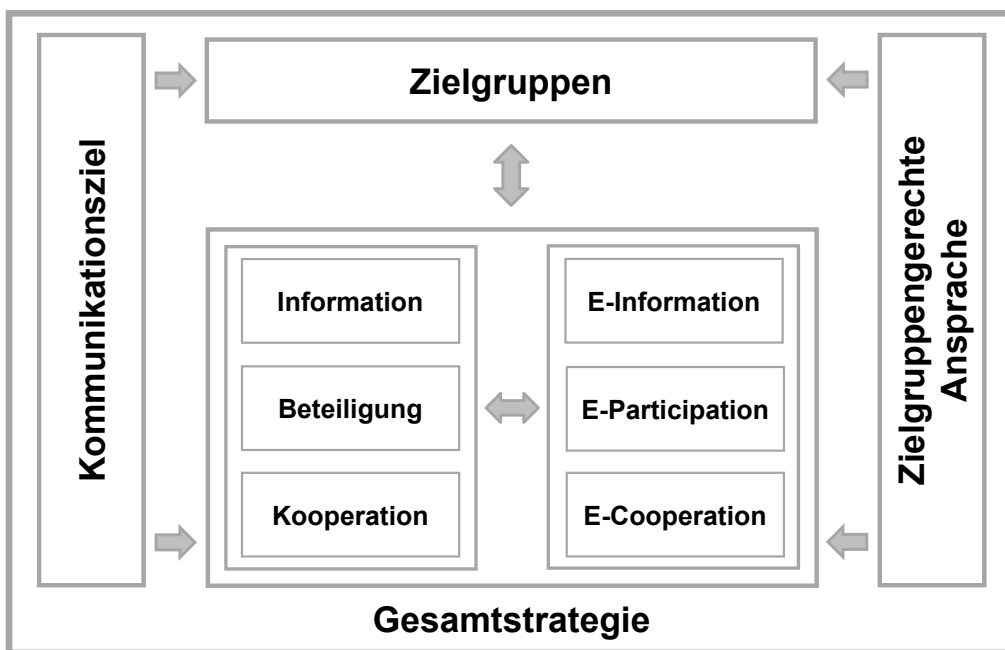 Kommunikationsziel
Zielgruppen
Information
Beteiligung
Kooperation
E-Information
E-Participation
E-Cooperation
Zielgruppengerechte
Ansprache
Gesamtstrategie